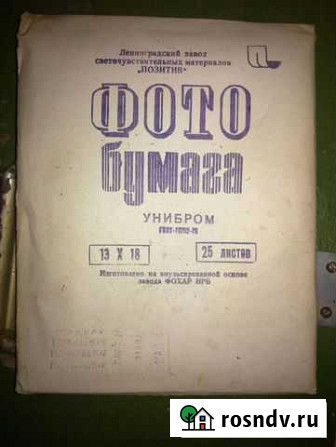 Ленинградский завод
светочувствительных материалов
„ПОЗИТИВ"
ФОТО
бумага
УНИБРОМ
13 Х 18
25 листов
Изготовлено на эмульсированной основе
завода ФОХАР НРБ
rosndv.ru